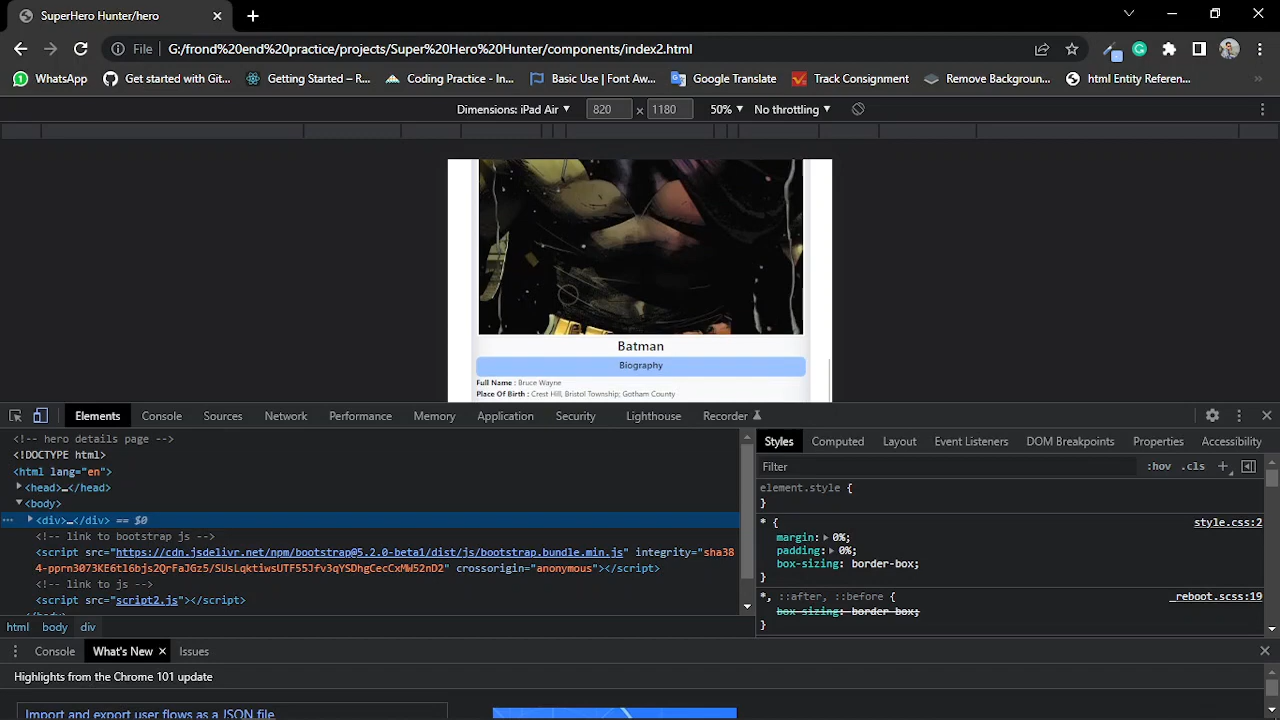 SuperHero Hunter/hero
File G:/frond%20end%20practice/projects/Super%20Hero%20Hunter/components/index2.html
WhatsApp Get started with Git... Getting Started – R... Coding Practice - In... Basic Use | Font Aw... Google Translate Track Consignment Remove Backgroun... html Entity Referen... »
Dimensions: iPad Air 820 × 1180 50% No throttling
Batman
Biography
Full Name : Bruce Wayne
Place Of Birth : Crest Hill, Bristol Township; Gotham County
Elements Console Sources Network Performance Memory Application Security Lighthouse Recorder
<!-- hero details page -->
<!DOCTYPE html>
<html lang="en">
<head>…</head>
<body>
<div>…</div> == $0
<!-- link to bootstrap js -->
<script src="https://cdn.jsdelivr.net/npm/bootstrap@5.2.0-beta1/dist/js/bootstrap.bundle.min.js" integrity="sha3
84-pprn3073KE6tl6bjs2QrFaJGz5/SUsLqktiwsUTF55Jfv3qYSDhgCecCxMW52nD2" crossorigin="anonymous"></script>
<!-- link to js -->
<script src="script2.js"></script>
</body>
html body div
Styles Computed Layout Event Listeners DOM Breakpoints Properties Accessibility
Filter :hov .cls +
element.style {
}
* { style.css:2
margin: 0%;
padding: 0%;
box-sizing: border-box;
}
*, ::after, ::before { _reboot.scss:19
box-sizing: border-box;
}
Console What's New Issues
Highlights from the Chrome 101 update
Import and export user flows as a JSON file